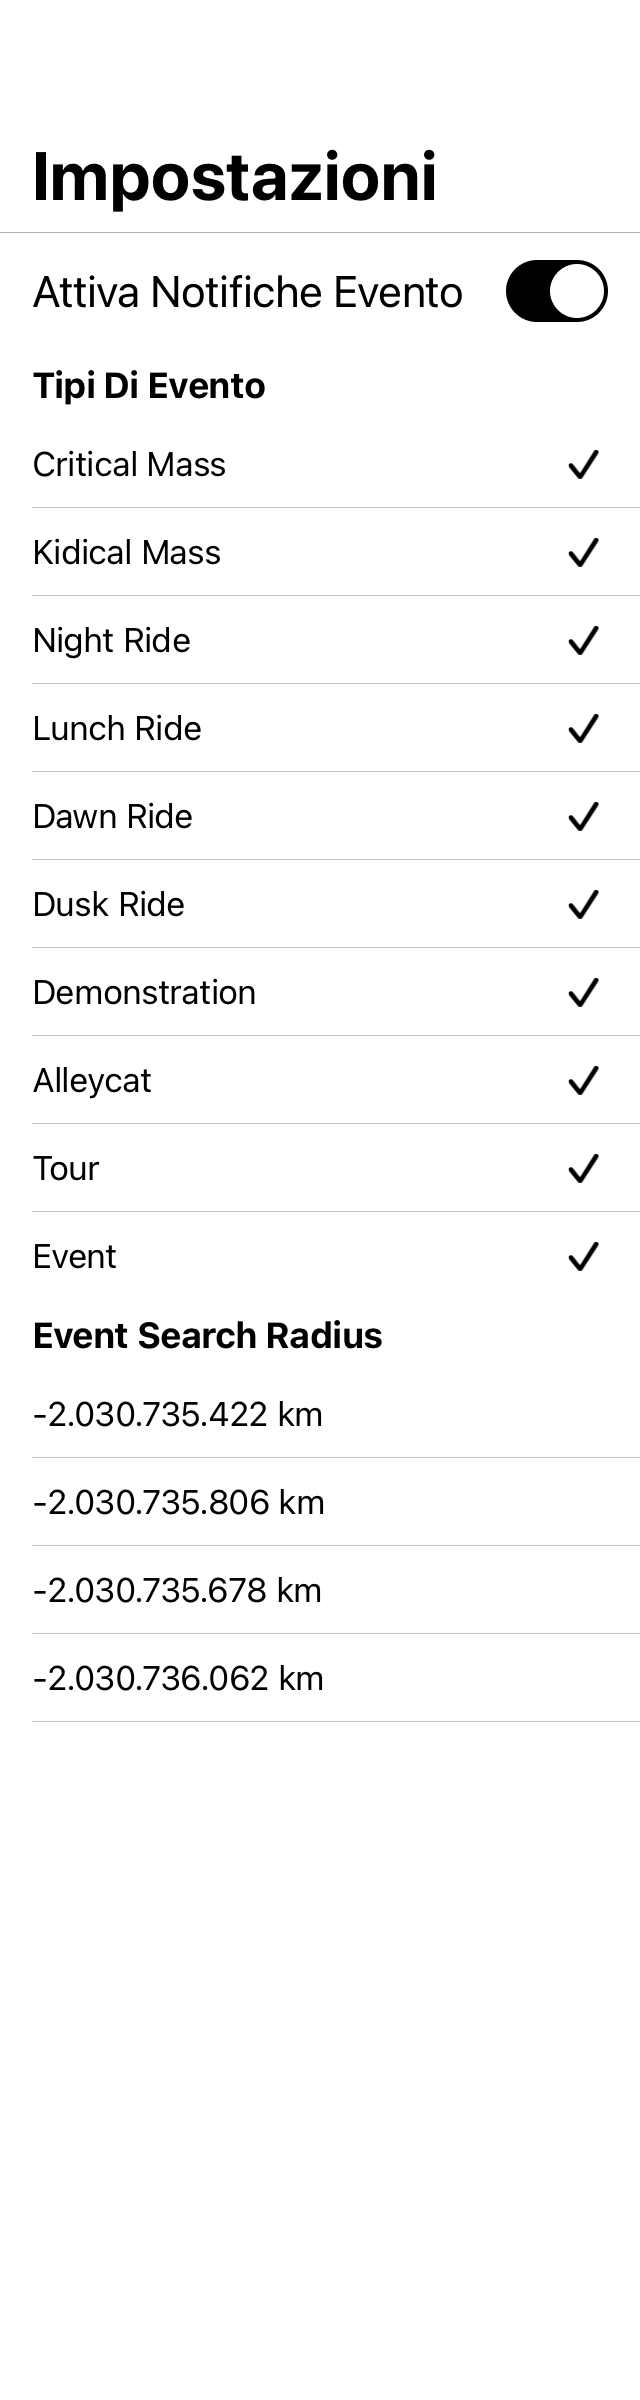 Impostazioni
Attiva Notifiche Evento
Tipi Di Evento
Critical Mass
Kidical Mass
Night Ride
Lunch Ride
Dawn Ride
Dusk Ride
Demonstration
Alleycat
Tour
Event
Event Search Radius
-2.030.735.422 km
-2.030.735.806 km
-2.030.735.678 km
-2.030.736.062 km